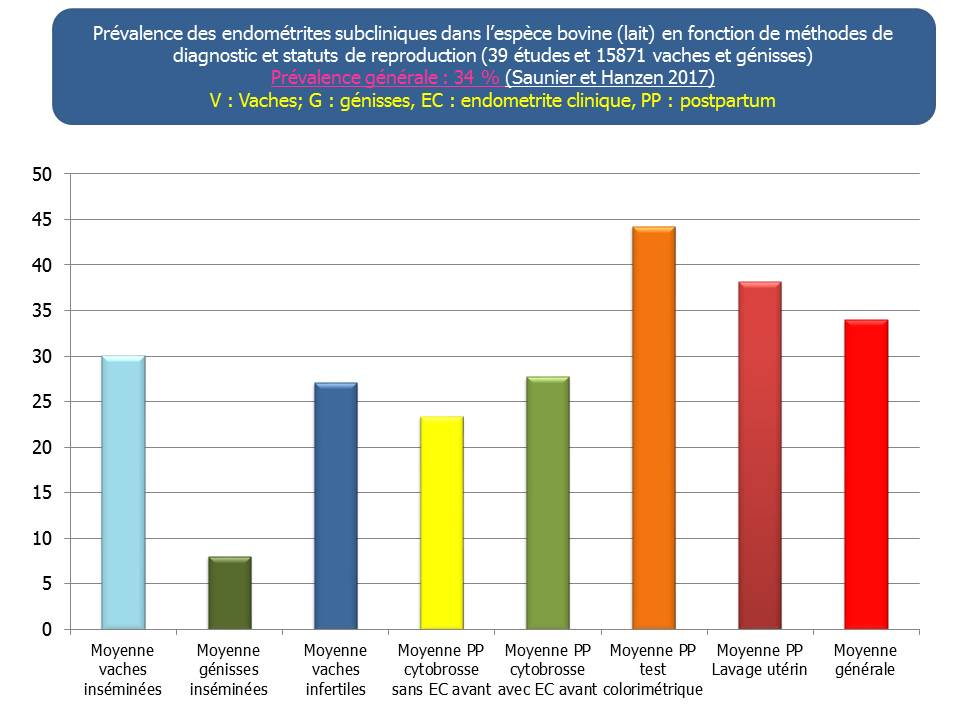 Prévalence des endométrites subcliniques dans l’espèce bovine (lait) en fonction de méthodes de
diagnostic et statuts de reproduction (39 études et 15871 vaches et génisses)
Prévalence générale : 34 % (Saunier et Hanzen 2017)
V : Vaches; G : génisses, EC : endometrite clinique, PP : postpartum
50
45
40
35
30
25
20
15
10
5
0
Moyenne
vaches
inséminées
Moyenne
génisses
inséminées
Moyenne
vaches
infertiles
Moyenne PP
cytobrosse
sans EC avant
Moyenne PP
cytobrosse
avec EC avant
Moyenne PP
test
colorimétrique
Moyenne PP
Lavage utérin
Moyenne
générale